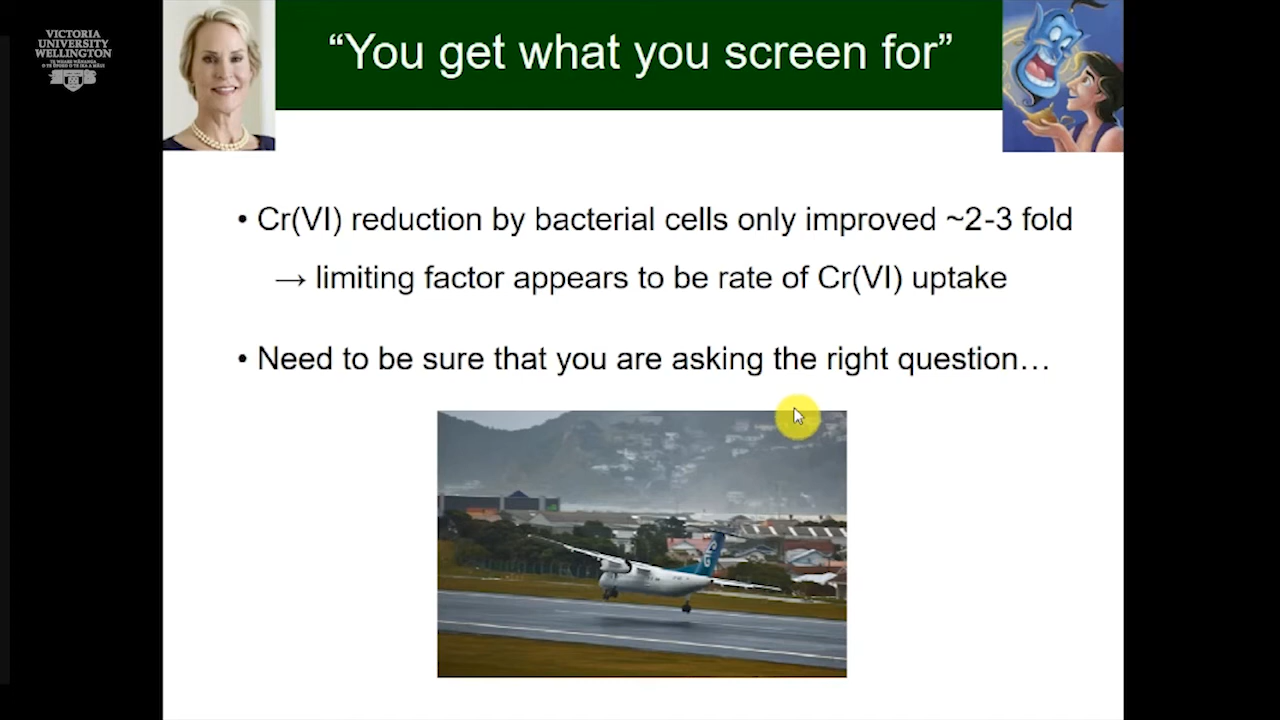 VICTORIA
UNIVERSITY
WELLINGTON
“You get what you screen for”
• Cr(VI) reduction by bacterial cells only improved ~2-3 fold
→ limiting factor appears to be rate of Cr(VI) uptake
• Need to be sure that you are asking the right question…